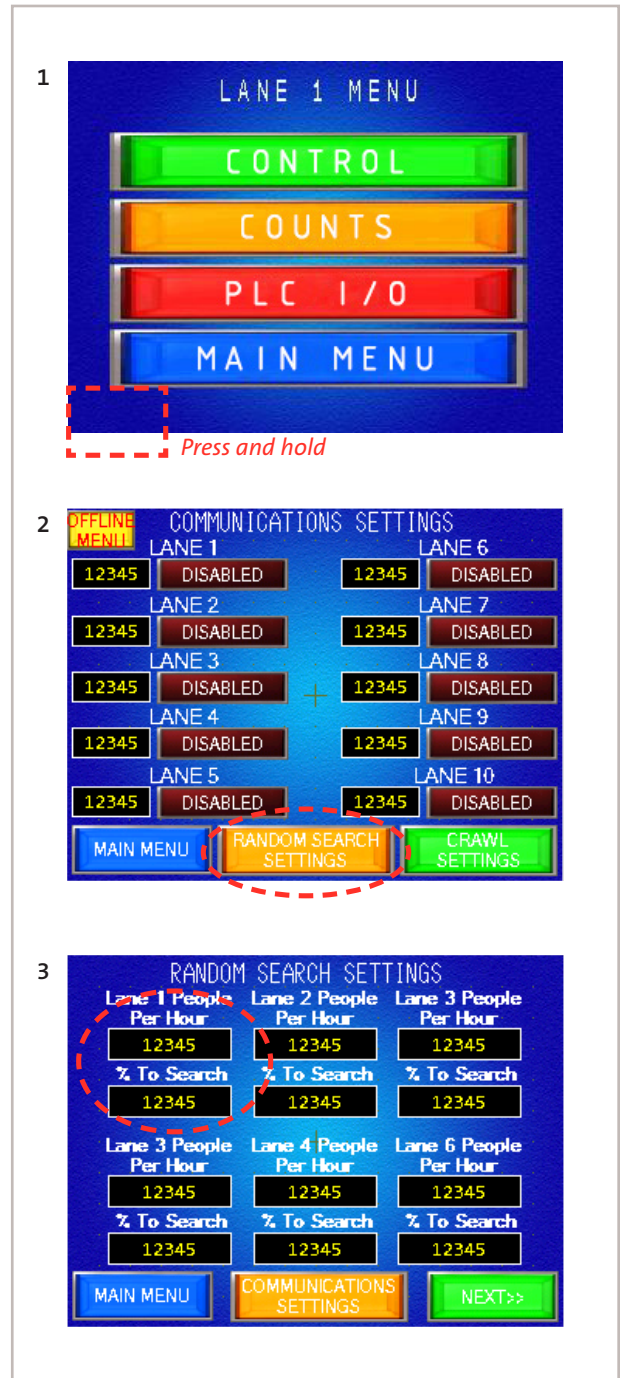 1
LANE 1 MENU
CONTROL
COUNTS
PLC I/O
MAIN MENU
Press and hold
2
OFFLINE MENU
COMMUNICATIONS SETTINGS
LANE 1 LANE 6
12345 DISABLED 12345 DISABLED
LANE 2 LANE 7
12345 DISABLED 12345 DISABLED
LANE 3 LANE 8
12345 DISABLED 12345 DISABLED
LANE 4 LANE 9
12345 DISABLED 12345 DISABLED
LANE 5 LANE 10
12345 DISABLED 12345 DISABLED
MAIN MENU RANDOM SEARCH CRAWL
SETTINGS SETTINGS
3
RANDOM SEARCH SETTINGS
Lane 1 People Lane 2 People Lane 3 People
Per Hour Per Hour Per Hour
12345 12345 12345
% To Search % To Search % To Search
12345 12345 12345
Lane 3 People Lane 4 People Lane 6 People
Per Hour Per Hour Per Hour
12345 12345 12345
% To Search % To Search % To Search
12345 12345 12345
MAIN MENU COMMUNICATIONS NEXT>>
SETTINGS